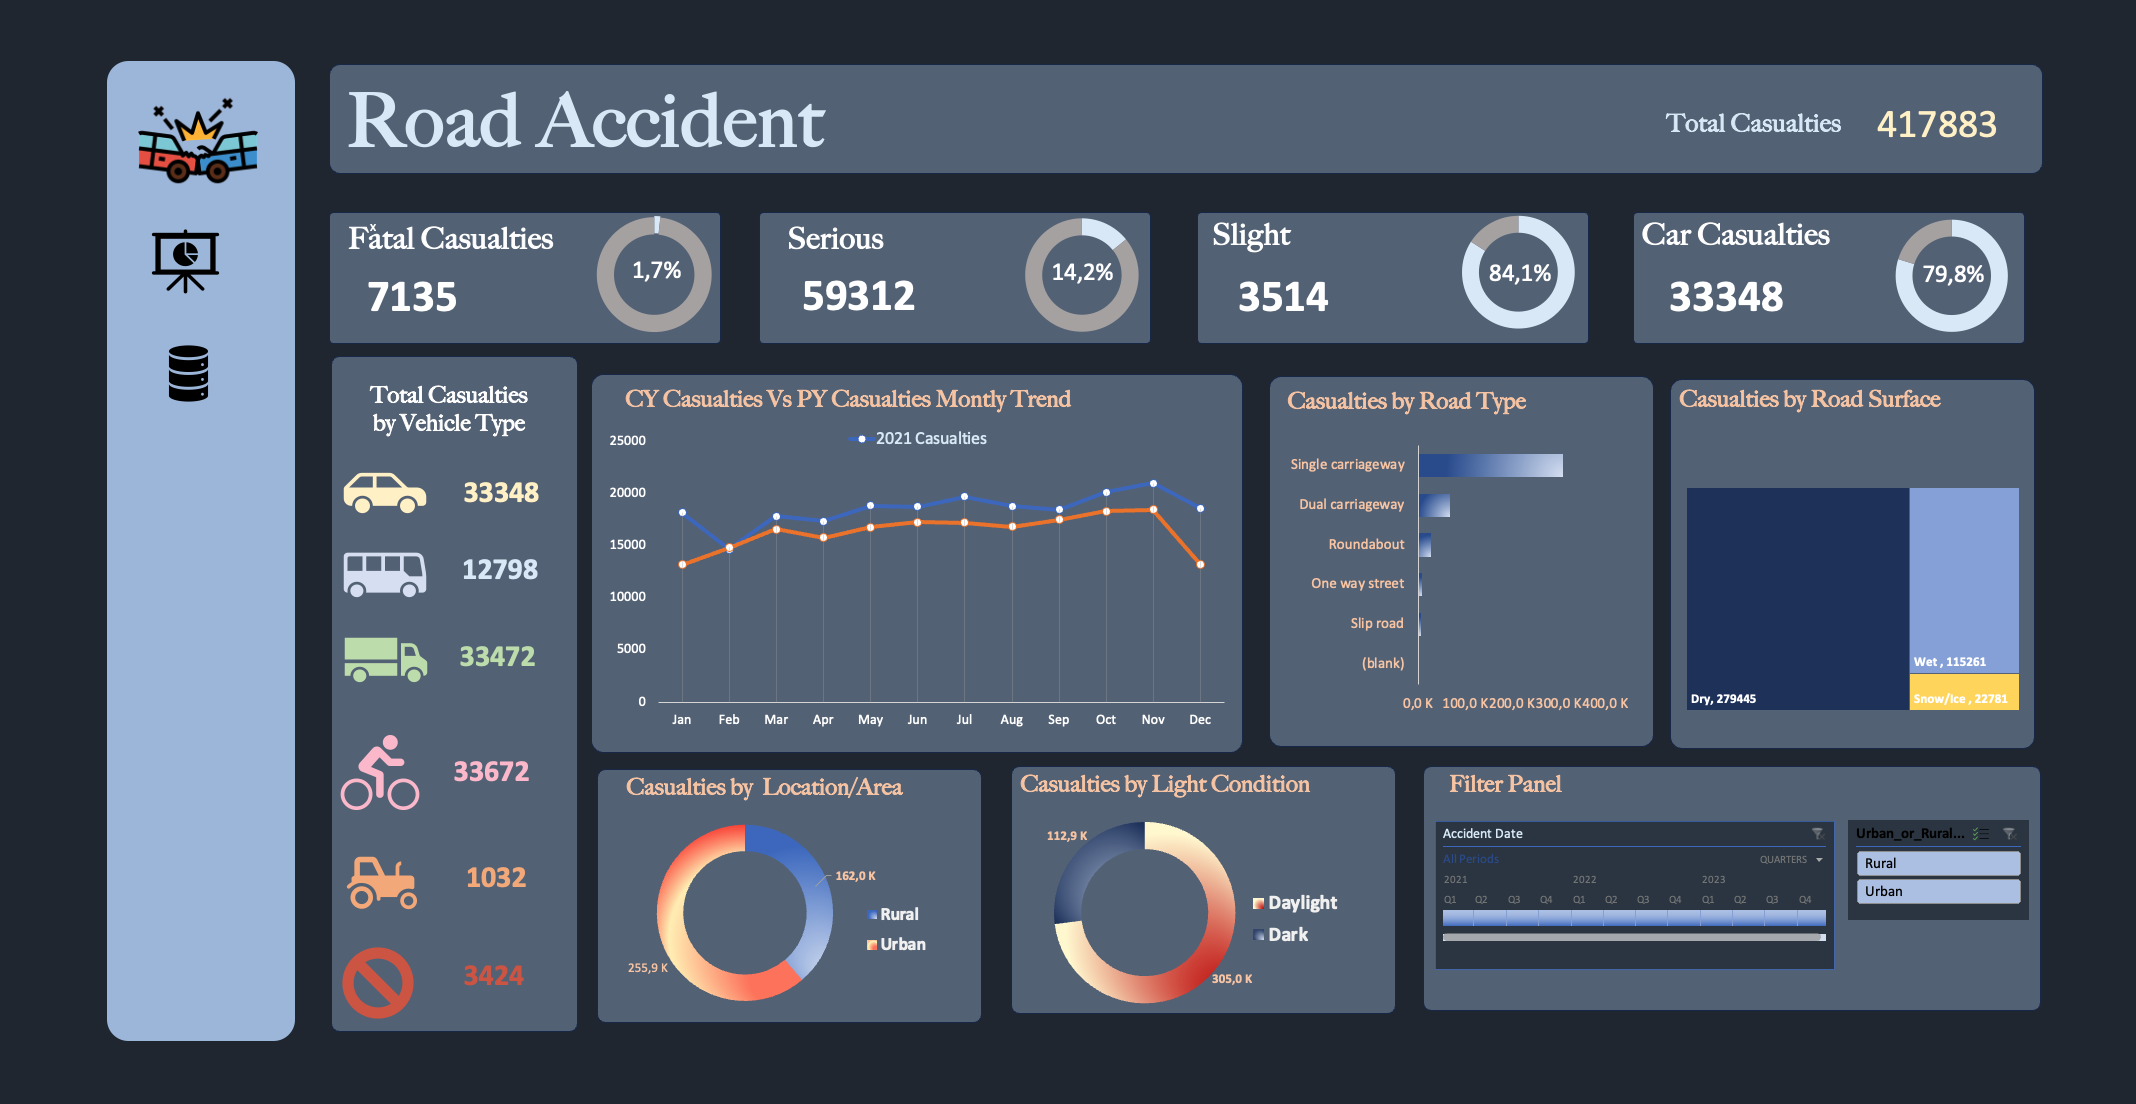 Road Accident
Total Casualties 417883
Fatal Casualties
x
7135
1,7%
Serious
59312
14,2%
Slight
3514
84,1%
Car Casualties
33348
79,8%
Total Casualties
by Vehicle Type
33348
12798
33472
33672
1032
3424
CY Casualties Vs PY Casualties Montly Trend
2021 Casualties
25000
20000
15000
10000
5000
0
Jan Feb Mar Apr May Jun Jul Aug Sep Oct Nov Dec
Casualties by Road Type
Single carriageway
Dual carriageway
Roundabout
One way street
Slip road
(blank)
0,0 K 100,0 K 200,0 K 300,0 K 400,0 K
Casualties by Road Surface
Dry, 279445
Wet , 115261
Snow/Ice , 22781
Casualties by Location/Area
162,0 K
255,9 K
Rural
Urban
Casualties by Light Condition
112,9 K
305,0 K
Daylight
Dark
Filter Panel
Accident Date
All Periods QUARTERS
2021 2022 2023
Q1 Q2 Q3 Q4 Q1 Q2 Q3 Q4 Q1 Q2 Q3 Q4
Urban_or_Rural...
Rural
Urban